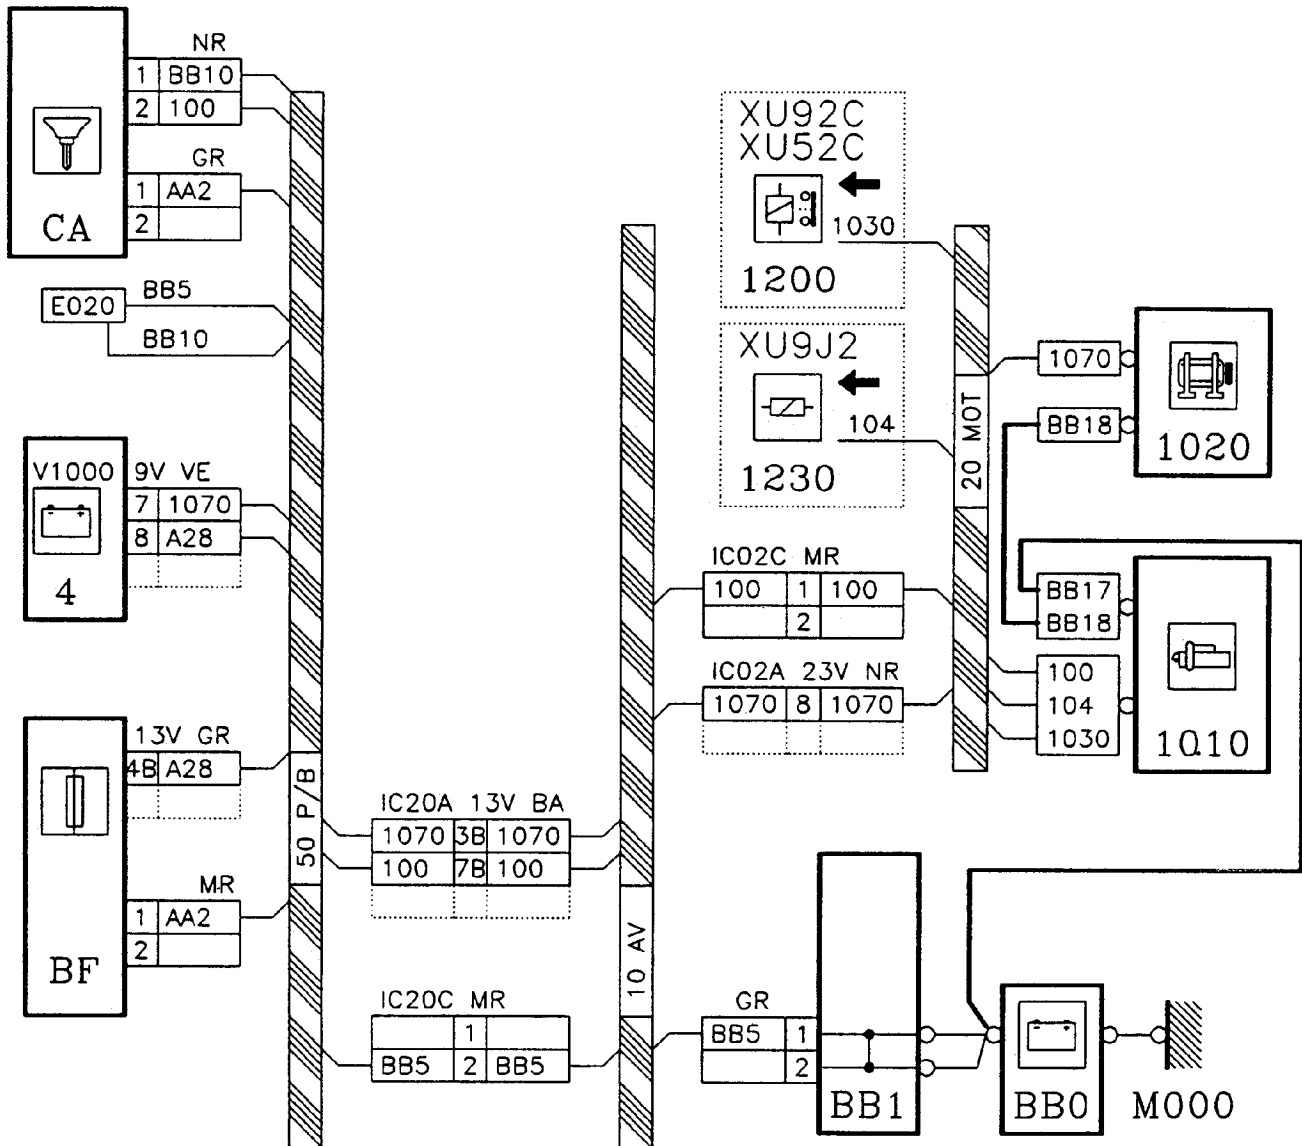 NR
1 BB10
2 100
GR
1 AA2
2
CA
E020
BB5
BB10
V1000
9V VE
7 1070
8 A28
4
13V GR
4B A28
MR
1 AA2
2
BF
50 P/B
IC20A 13V BA
1070 3B 1070
100 7B 100
IC20C MR
1
BB5 2 BB5
10 AV
XU92C
XU52C
1030
1200
XU9J2
104
1230
IC02C MR
100 1 100
2
IC02A 23V NR
1070 8 1070
20 MOT
1070
BB18
1020
BB17
BB18
100
104
1030
1010
GR
BB5 1
2
BB1
BB0
M000